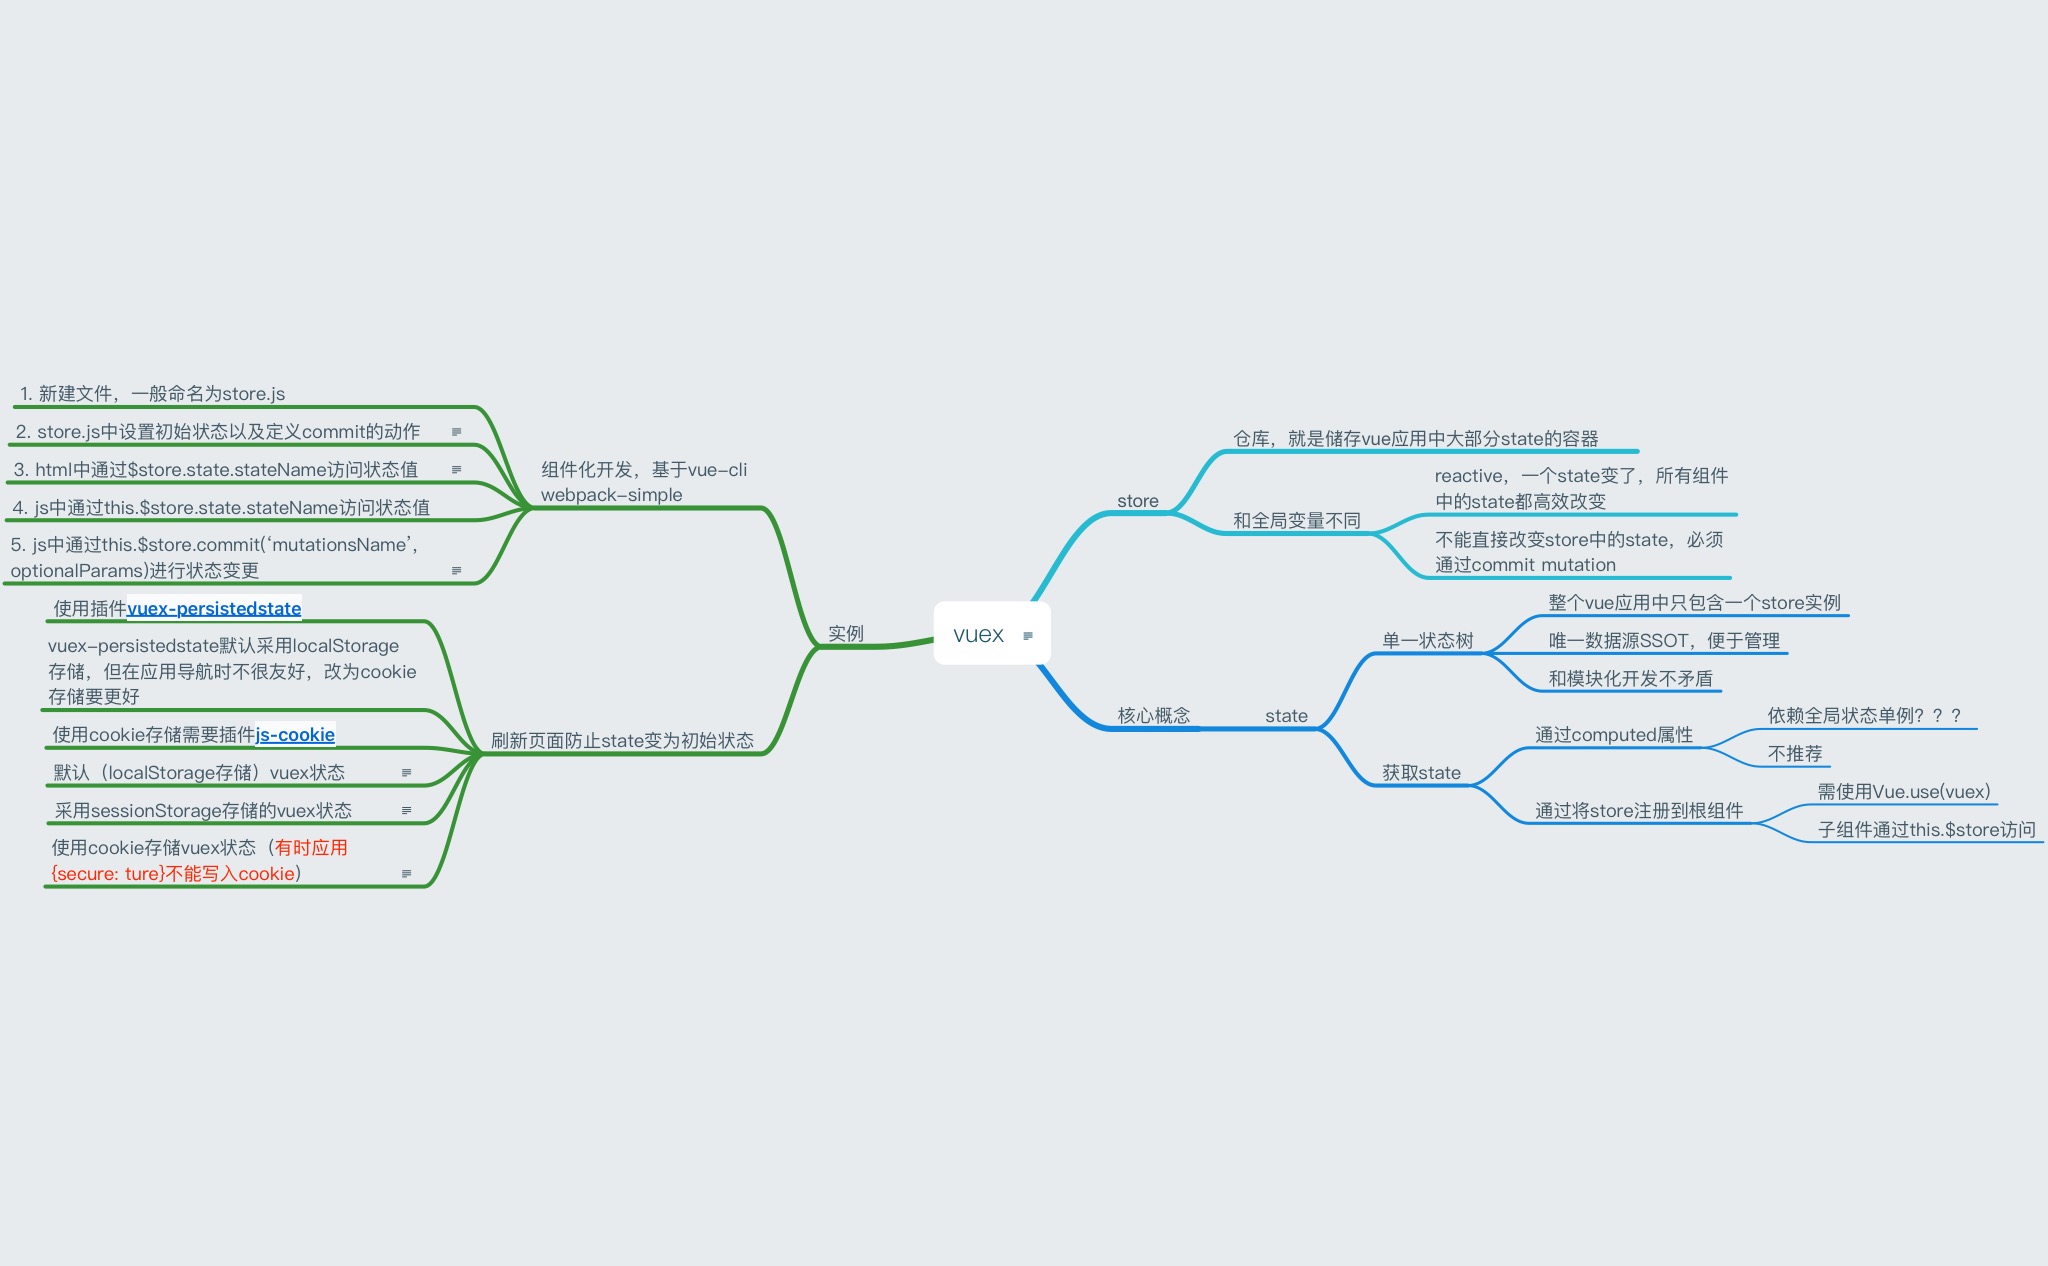 vuex
store
仓库，就是储存vue应用中大部分state的容器
和全局变量不同
reactive，一个state变了，所有组件
中的state都高效改变
不能直接改变store中的state，必须
通过commit mutation
核心概念
state
单一状态树
整个vue应用中只包含一个store实例
唯一数据源SSOT，便于管理
和模块化开发不矛盾
获取state
通过computed属性
依赖全局状态单例？？？
不推荐
通过将store注册到根组件
需使用Vue.use(vuex)
子组件通过this.$store访问
实例
组件化开发，基于vue-cli
webpack-simple
1. 新建文件，一般命名为store.js
2. store.js中设置初始状态以及定义commit的动作
3. html中通过$store.state.stateName访问状态值
4. js中通过this.$store.state.stateName访问状态值
5. js中通过this.$store.commit(‘mutationsName’,
optionalParams)进行状态变更
刷新页面防止state变为初始状态
使用插件vuex-persistedstate
vuex-persistedstate默认采用localStorage
存储，但在应用导航时不很友好，改为cookie
存储要更好
使用cookie存储需要插件js-cookie
默认（localStorage存储）vuex状态
采用sessionStorage存储的vuex状态
使用cookie存储vuex状态（有时应用
{secure: ture}不能写入cookie)